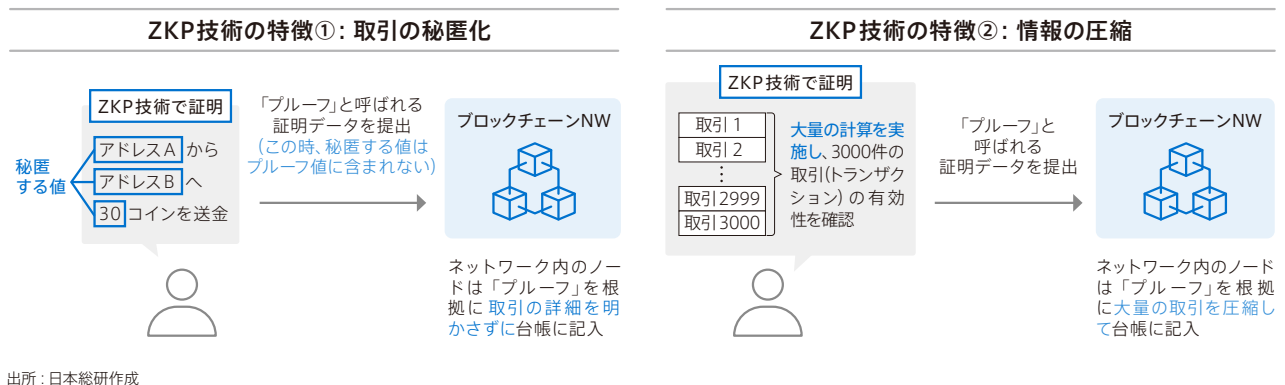 ZKP技術の特徴①: 取引の秘匿化
ZKP技術で証明
秘匿
する値
アドレスA から
アドレスB へ
30 コインを送金
「プルーフ」と呼ばれる
証明データを提出
(この時、秘匿する値は
プルーフ値に含まれない)
ブロックチェーンNW
ネットワーク内のノー
ドは「プルーフ」を根
拠に取引の詳細を明
かさずに台帳に記入
ZKP技術の特徴②: 情報の圧縮
ZKP技術で証明
取引 1
取引 2
⋮
取引 2999
取引 3000
大量の計算を実
施し、3000件の
取引(トランザク
ション)の有効
性を確認
「プルーフ」と
呼ばれる
証明データを提出
ブロックチェーンNW
ネットワーク内のノード
は「プルーフ」を根拠
に大量の取引を圧縮し
て台帳に記入
出所 : 日本総研作成